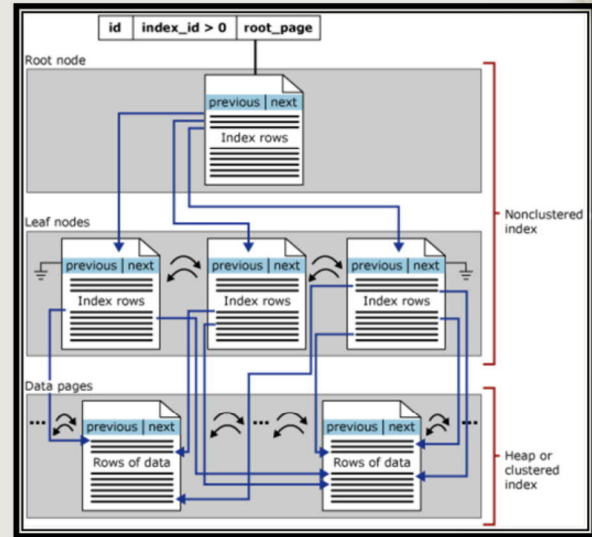 id index_id > 0 root_page
Root node
previous next
Index rows
Nonclustered
index
Leaf nodes
previous next previous next previous next
Index rows Index rows Index rows
Data pages
... ... ...
previous next previous next
Rows of data Rows of data
Heap or
clustered
index